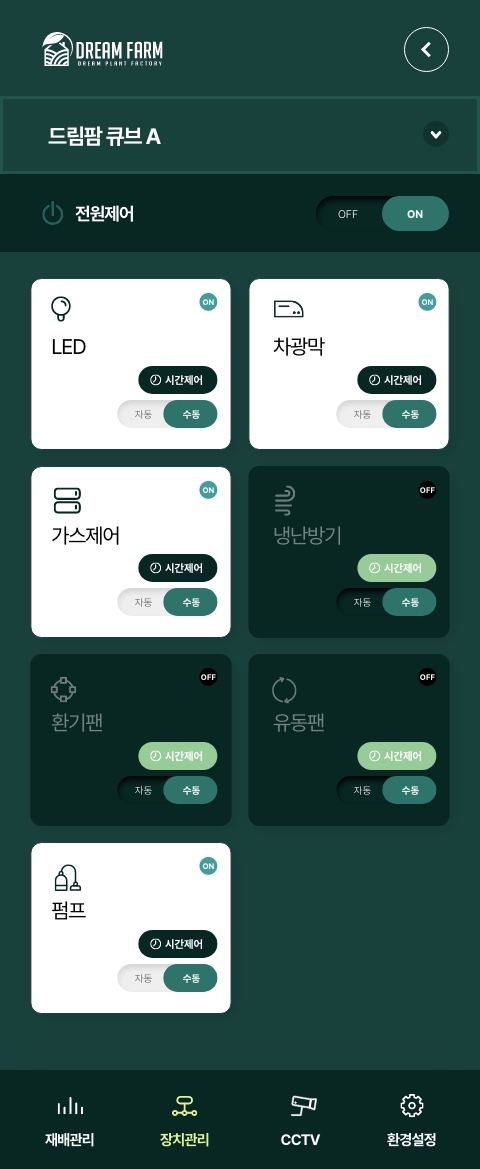 DREAM FARM
DREAM PLANT FACTORY
드림팜 큐브 A
전원제어
OFF ON
ON
LED
시간제어
자동 수동
ON
차광막
시간제어
자동 수동
ON
가스제어
시간제어
자동 수동
OFF
냉난방기
시간제어
자동 수동
OFF
환기팬
시간제어
자동 수동
OFF
유동팬
시간제어
자동 수동
ON
펌프
시간제어
자동 수동
재배관리 장치관리 CCTV 환경설정